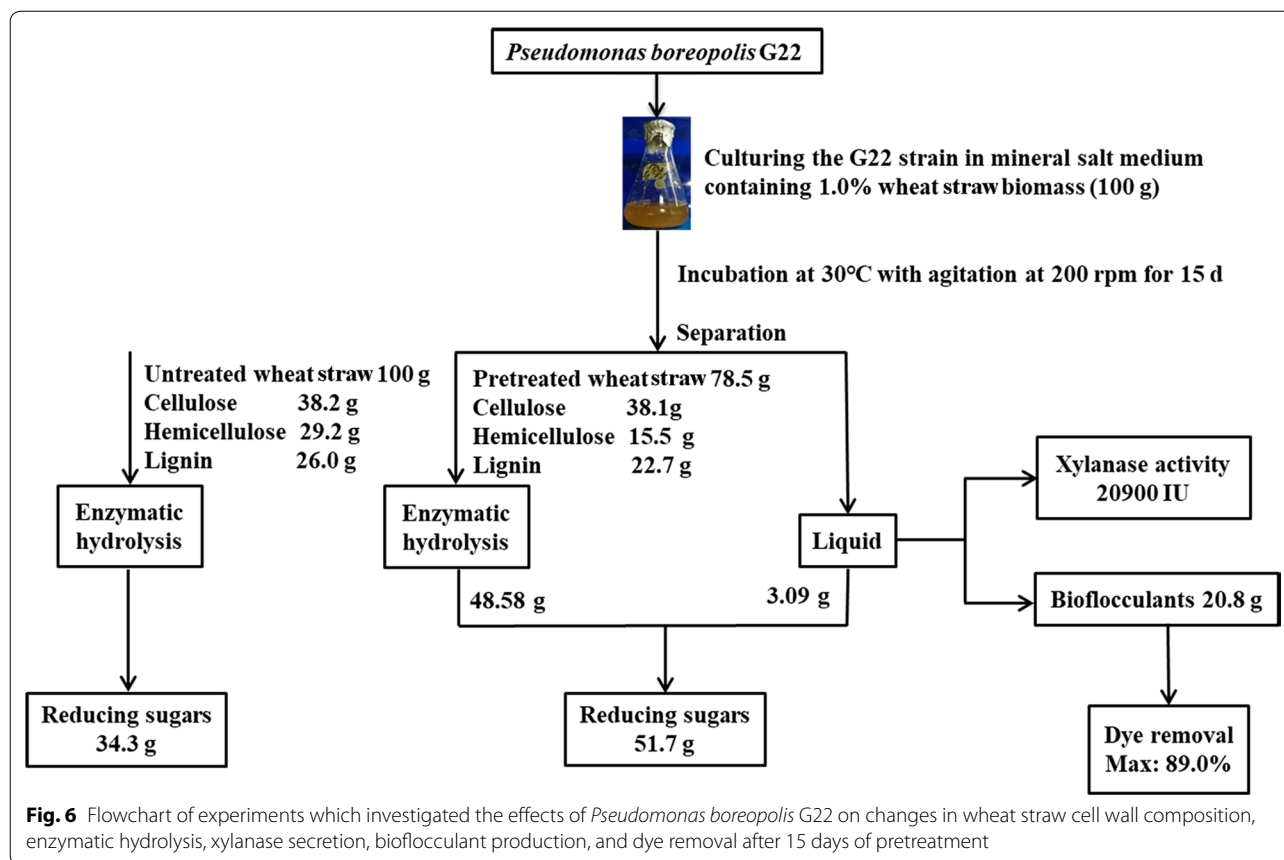 Pseudomonas boreopolis G22
Culturing the G22 strain in mineral salt medium
containing 1.0% wheat straw biomass (100 g)
Incubation at 30°C with agitation at 200 rpm for 15 d
Separation
Untreated wheat straw 100 g
Cellulose 38.2 g
Hemicellulose 29.2 g
Lignin 26.0 g
Pretreated wheat straw 78.5 g
Cellulose 38.1g
Hemicellulose 15.5 g
Lignin 22.7 g
Enzymatic
hydrolysis
Enzymatic
hydrolysis
Liquid
Xylanase activity
20900 IU
Bioflocculants 20.8 g
48.58 g
3.09 g
Reducing sugars
34.3 g
Reducing sugars
51.7 g
Dye removal
Max: 89.0%
Fig. 6 Flowchart of experiments which investigated the effects of Pseudomonas boreopolis G22 on changes in wheat straw cell wall composition,
enzymatic hydrolysis, xylanase secretion, bioflocculant production, and dye removal after 15 days of pretreatment